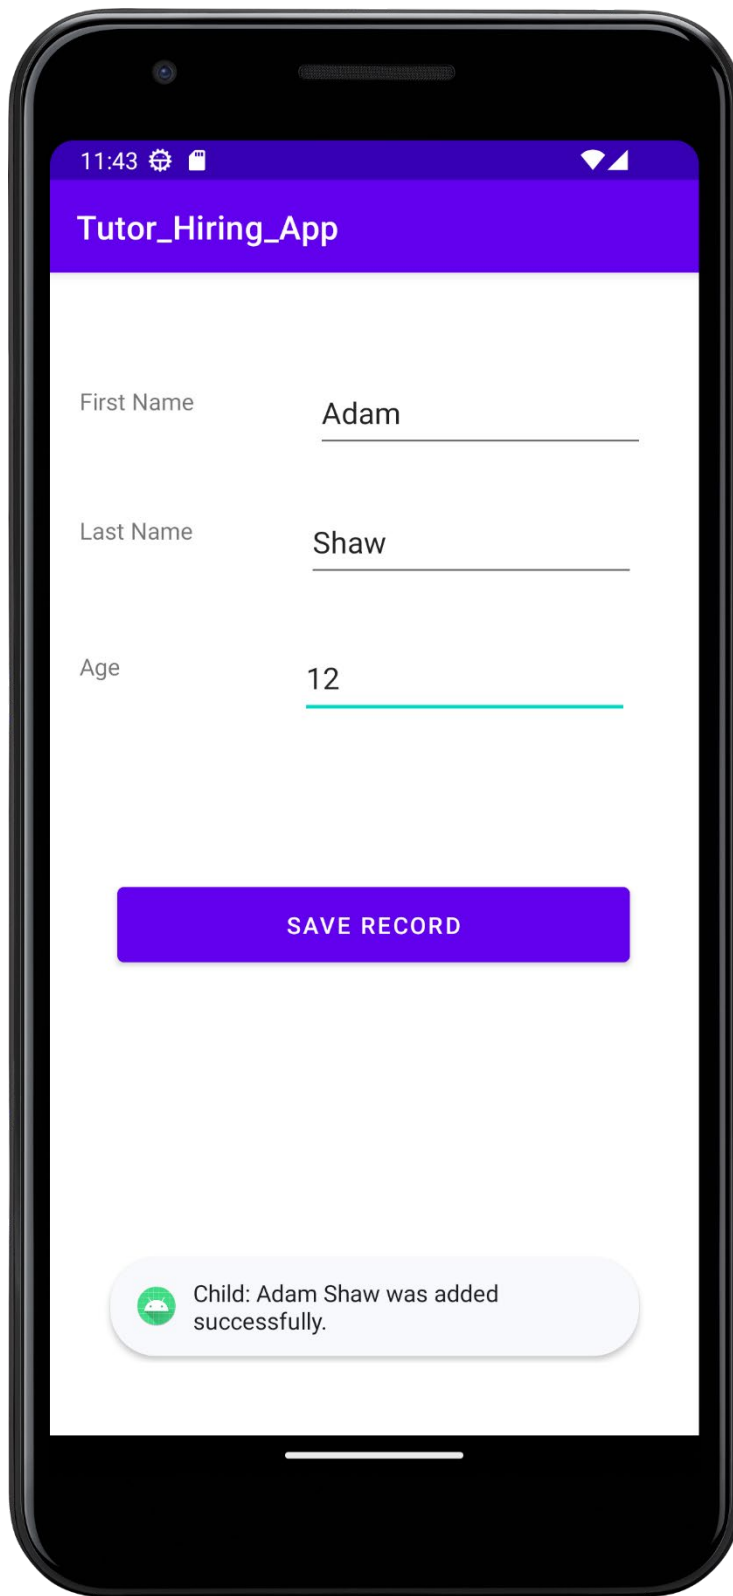 11:43
Tutor_Hiring_App
First Name
Adam
Last Name
Shaw
Age
12
SAVE RECORD
Child: Adam Shaw was added
successfully.